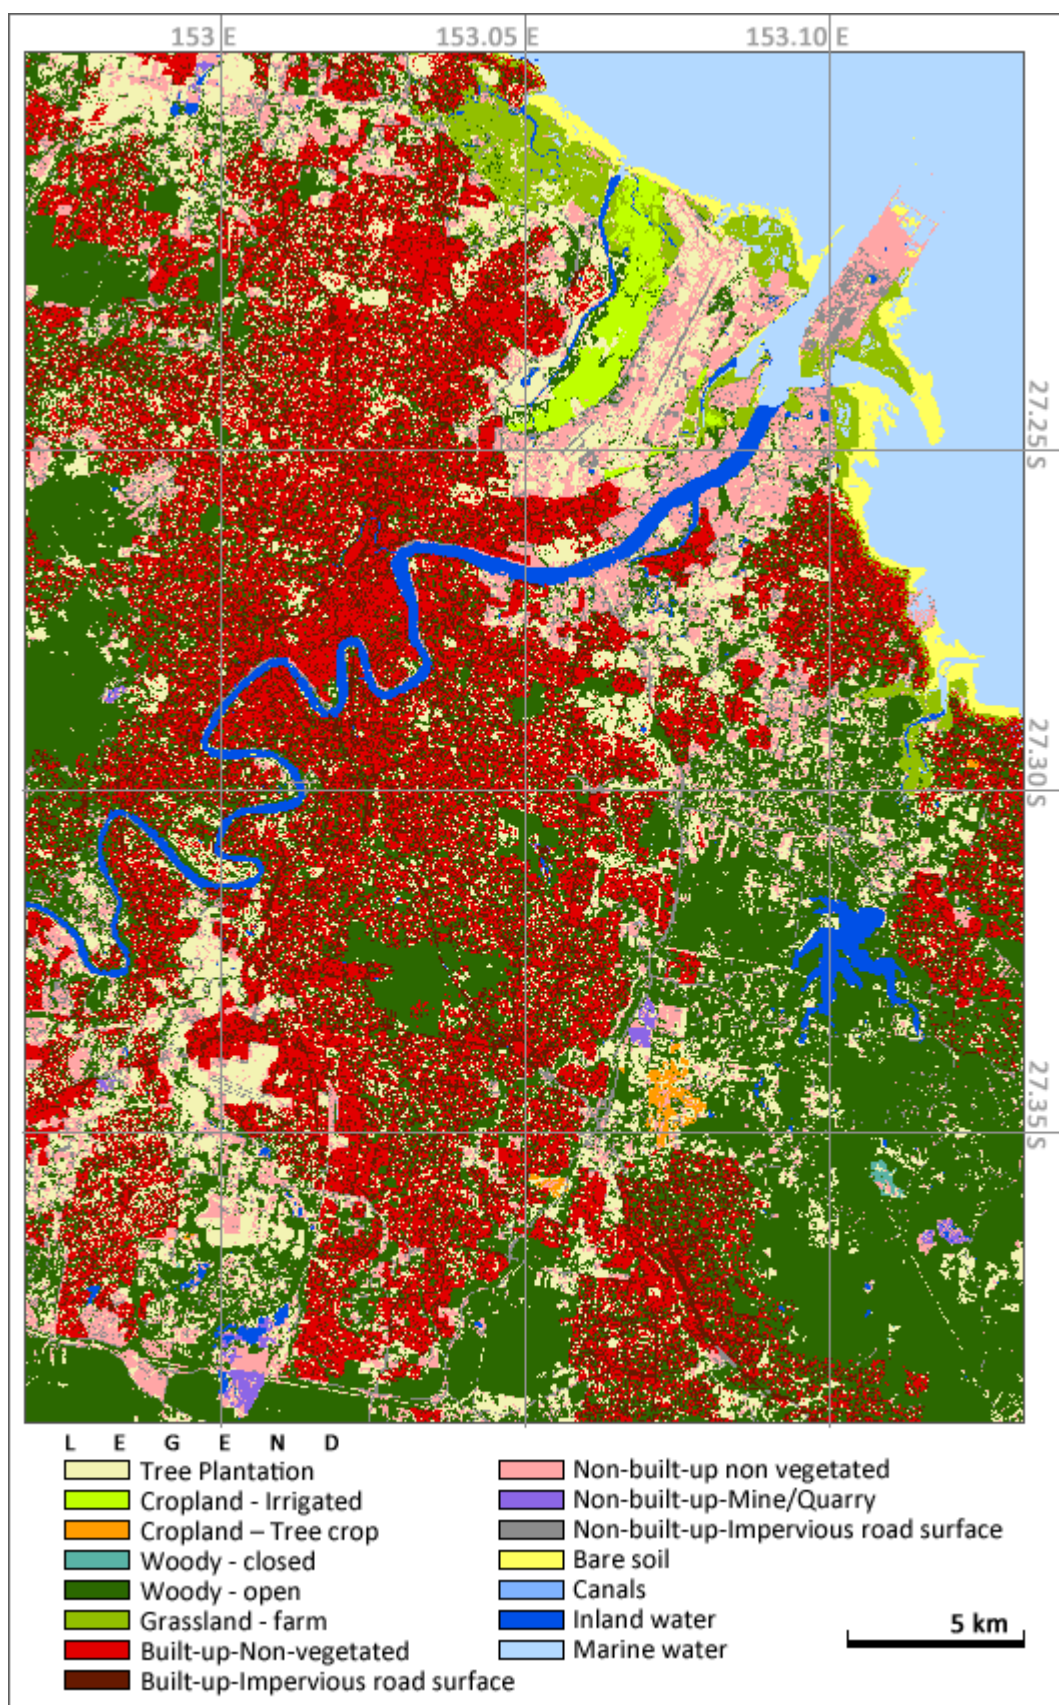 153 E 153.05 E 153.10 E
27.25 S
27.30 S
27.35 S
L E G E N D
Tree Plantation
Cropland - Irrigated
Cropland – Tree crop
Woody - closed
Woody - open
Grassland - farm
Built-up-Non-vegetated
Built-up-Impervious road surface
Non-built-up non vegetated
Non-built-up-Mine/Quarry
Non-built-up-Impervious road surface
Bare soil
Canals
Inland water
Marine water
5 km